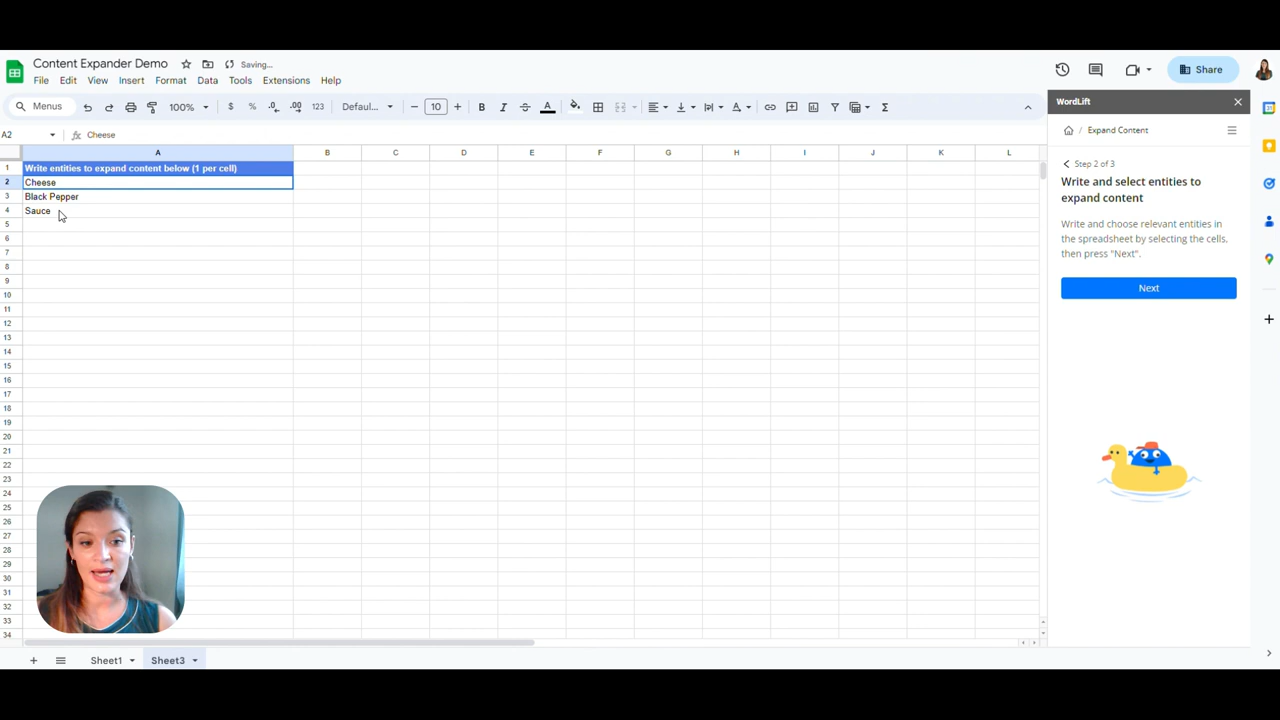 Content Expander Demo
Saving...
File Edit View Insert Format Data Tools Extensions Help
Share
Menus
100%
$ % .0 .00 123
Defaul...
10
B I A
Σ
A2
fx Cheese
A B C D E F G H I J K L
1 Write entities to expand content below (1 per cell)
2 Cheese
3 Black Pepper
4 Sauce
5
6
7
8
9
10
11
12
13
14
15
16
17
18
19
20
21
22
23
24
25
26
27
28
29
30
31
32
33
34
Sheet1
Sheet3
WordLift
/ Expand Content
Step 2 of 3
Write and select entities to
expand content
Write and choose relevant entities in
the spreadsheet by selecting the cells,
then press "Next".
Next